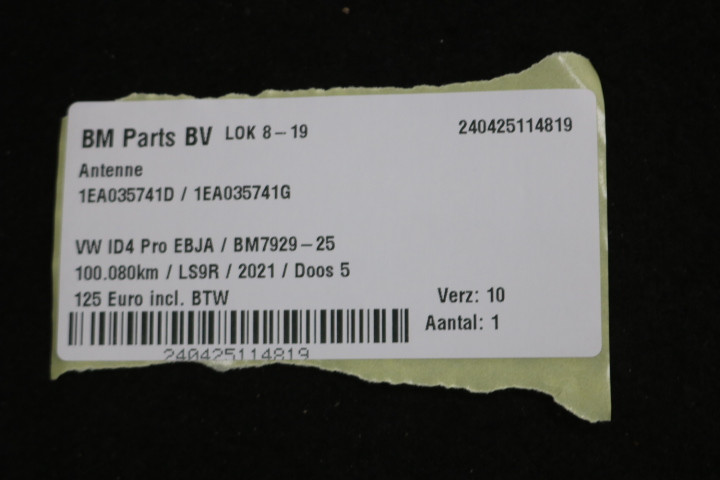 BM Parts BV LOK 8-19 240425114819
Antenne
1EA035741D / 1EA035741G
VW ID4 Pro EBJA / BM7929-25
100.080km / LS9R / 2021 / Doos 5
125 Euro incl. BTW Verz: 10
Aantal: 1
240425114819